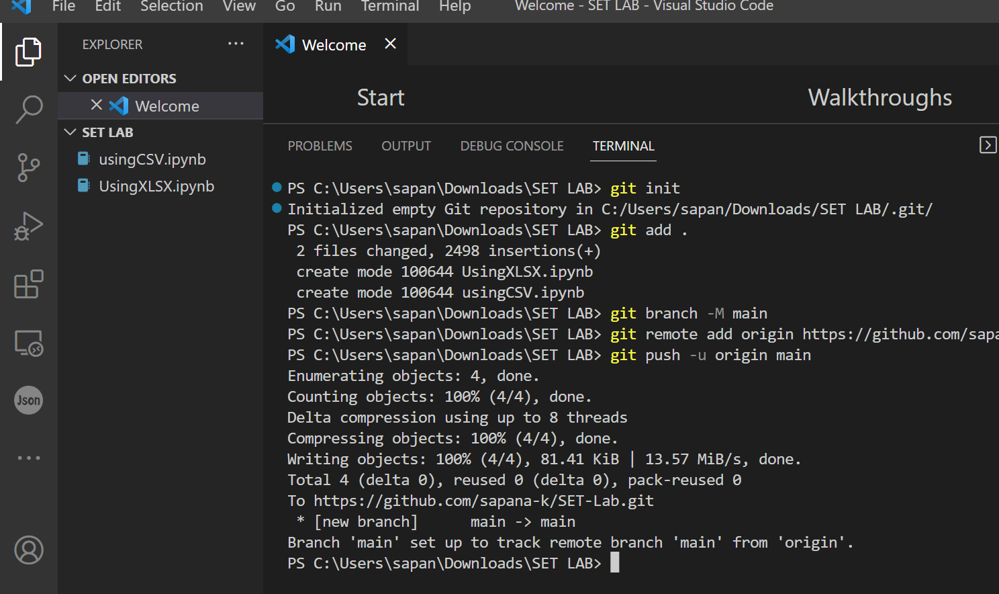 File Edit Selection View Go Run Terminal Help Welcome - SET LAB - Visual Studio Code
EXPLORER ...
OPEN EDITORS
Welcome
SET LAB
usingCSV.ipynb
UsingXLSX.ipynb
Json
Welcome
Start Walkthroughs
PROBLEMS OUTPUT DEBUG CONSOLE TERMINAL
PS C:\Users\sapan\Downloads\SET LAB> git init
Initialized empty Git repository in C:/Users/sapan/Downloads/SET LAB/.git/
PS C:\Users\sapan\Downloads\SET LAB> git add .
2 files changed, 2498 insertions(+)
create mode 100644 UsingXLSX.ipynb
create mode 100644 usingCSV.ipynb
PS C:\Users\sapan\Downloads\SET LAB> git branch -M main
PS C:\Users\sapan\Downloads\SET LAB> git remote add origin https://github.com/sapa
PS C:\Users\sapan\Downloads\SET LAB> git push -u origin main
Enumerating objects: 4, done.
Counting objects: 100% (4/4), done.
Delta compression using up to 8 threads
Compressing objects: 100% (4/4), done.
Writing objects: 100% (4/4), 81.41 KiB | 13.57 MiB/s, done.
Total 4 (delta 0), reused 0 (delta 0), pack-reused 0
To https://github.com/sapana-k/SET-Lab.git
* [new branch] main -> main
Branch 'main' set up to track remote branch 'main' from 'origin'.
PS C:\Users\sapan\Downloads\SET LAB>